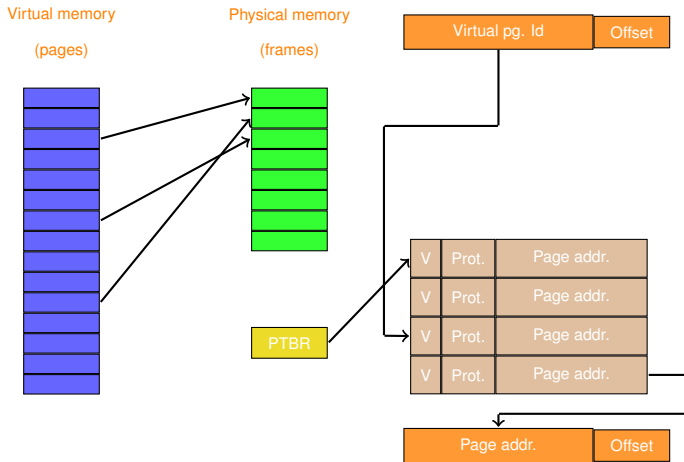 Virtual memory
(pages)
Physical memory
(frames)
Virtual pg. Id Offset
V Prot. Page addr.
V Prot. Page addr.
V Prot. Page addr.
V Prot. Page addr.
PTBR
Page addr. Offset